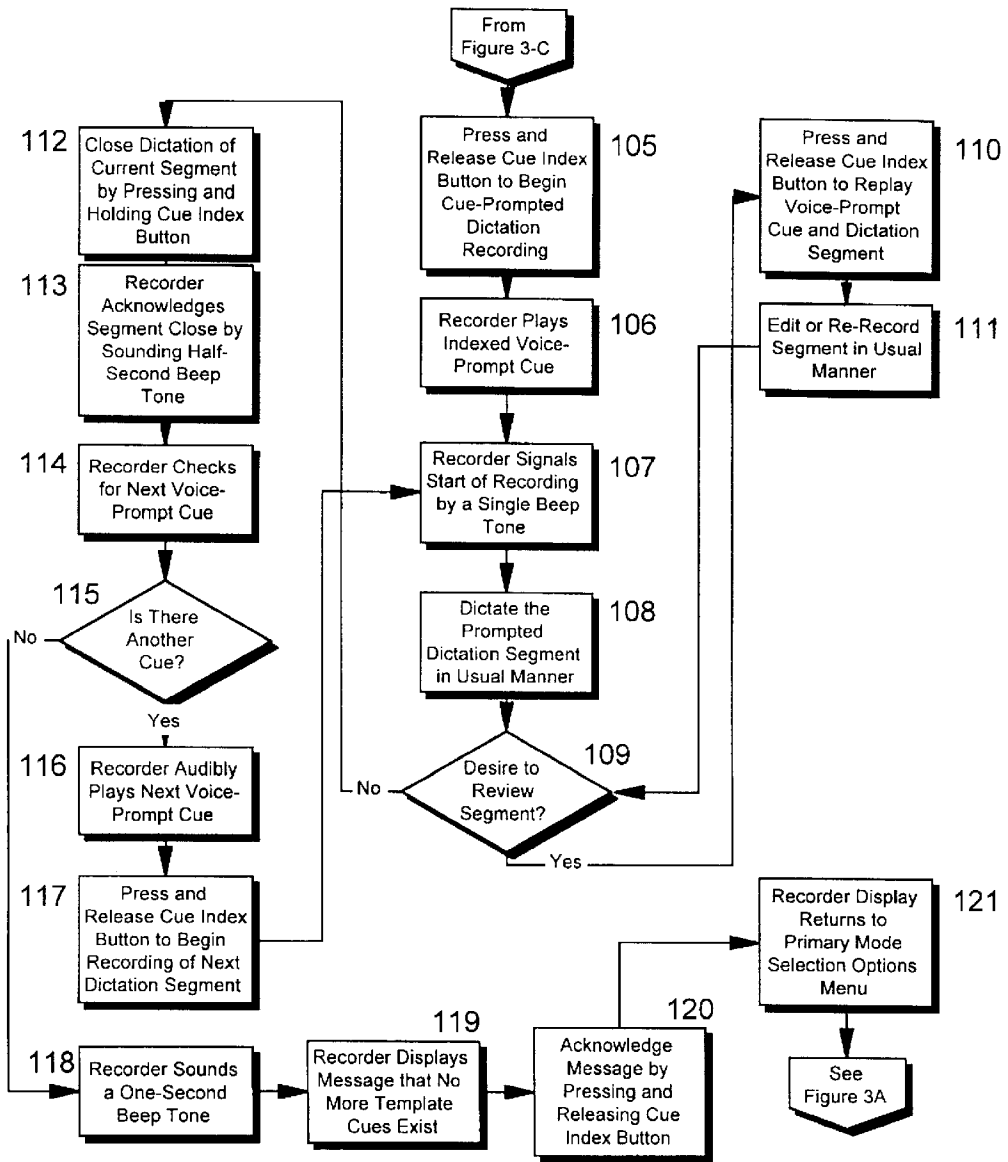 From
Figure 3-C
105
Press and
Release Cue Index
Button to Begin
Cue-Prompted
Dictation
Recording
106
Recorder Plays
Indexed Voice-
Prompt Cue
107
Recorder Signals
Start of Recording
by a Single Beep
Tone
108
Dictate the
Prompted
Dictation Segment
in Usual Manner
109
Desire to
Review
Segment?
No
Yes
110
Press and
Release Cue Index
Button to Replay
Voice-Prompt
Cue and Dictation
Segment
111
Edit or Re-Record
Segment in Usual
Manner
112
Close Dictation of
Current Segment
by Pressing and
Holding Cue Index
Button
113
Recorder
Acknowledges
Segment Close by
Sounding Half-
Second Beep
Tone
114
Recorder Checks
for Next Voice-
Prompt Cue
115
Is There
Another
Cue?
No
Yes
116
Recorder Audibly
Plays Next Voice-
Prompt Cue
117
Press and
Release Cue Index
Button to Begin
Recording of Next
Dictation Segment
118
Recorder Sounds
a One-Second
Beep Tone
119
Recorder Displays
Message that No
More Template
Cues Exist
120
Acknowledge
Message by
Pressing and
Releasing Cue
Index Button
121
Recorder Display
Returns to
Primary Mode
Selection Options
Menu
See
Figure 3A